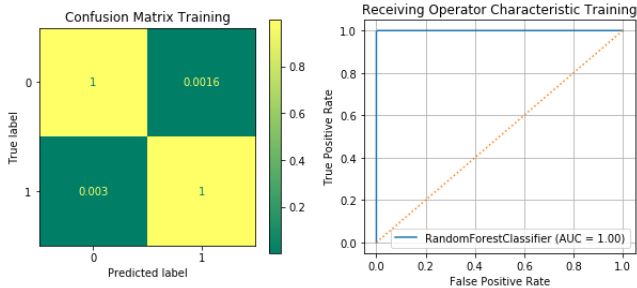 Confusion Matrix Training
True label
0
1
1
0.0016
0.003
1
0
1
Predicted label
0.8
0.6
0.4
0.2
Receiving Operator Characteristic Training
True Positive Rate
1.0
0.8
0.6
0.4
0.2
0.0
RandomForestClassifier (AUC = 1.00)
0.0 0.2 0.4 0.6 0.8 1.0
False Positive Rate